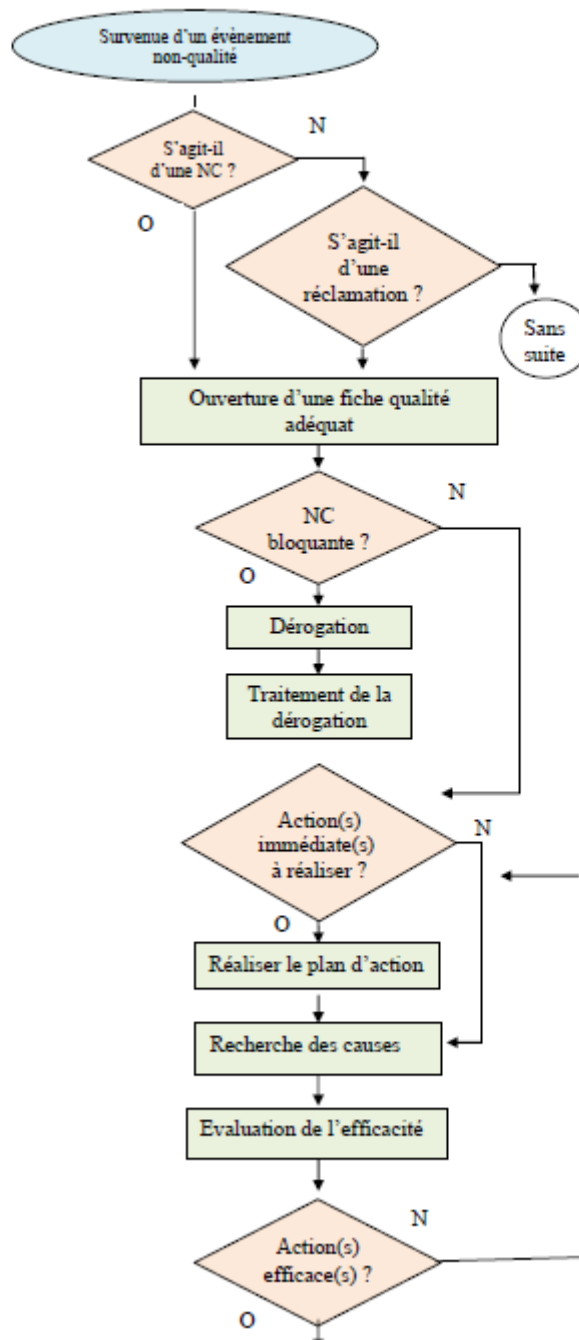 Survenue d'un évènement
non-qualité
N
S'agit-il
d'une NC ?
O
S'agit-il
d'une
réclamation ?
Sans
suite
Ouverture d'une fiche qualité
adéquat
N
NC
bloquante ?
O
Dérogation
Traitement de la
dérogation
Action(s)
immédiate(s)
à réaliser ?
N
O
Réaliser le plan d'action
Recherche des causes
Evaluation de l'efficacité
N
Action(s)
efficace(s) ?
O